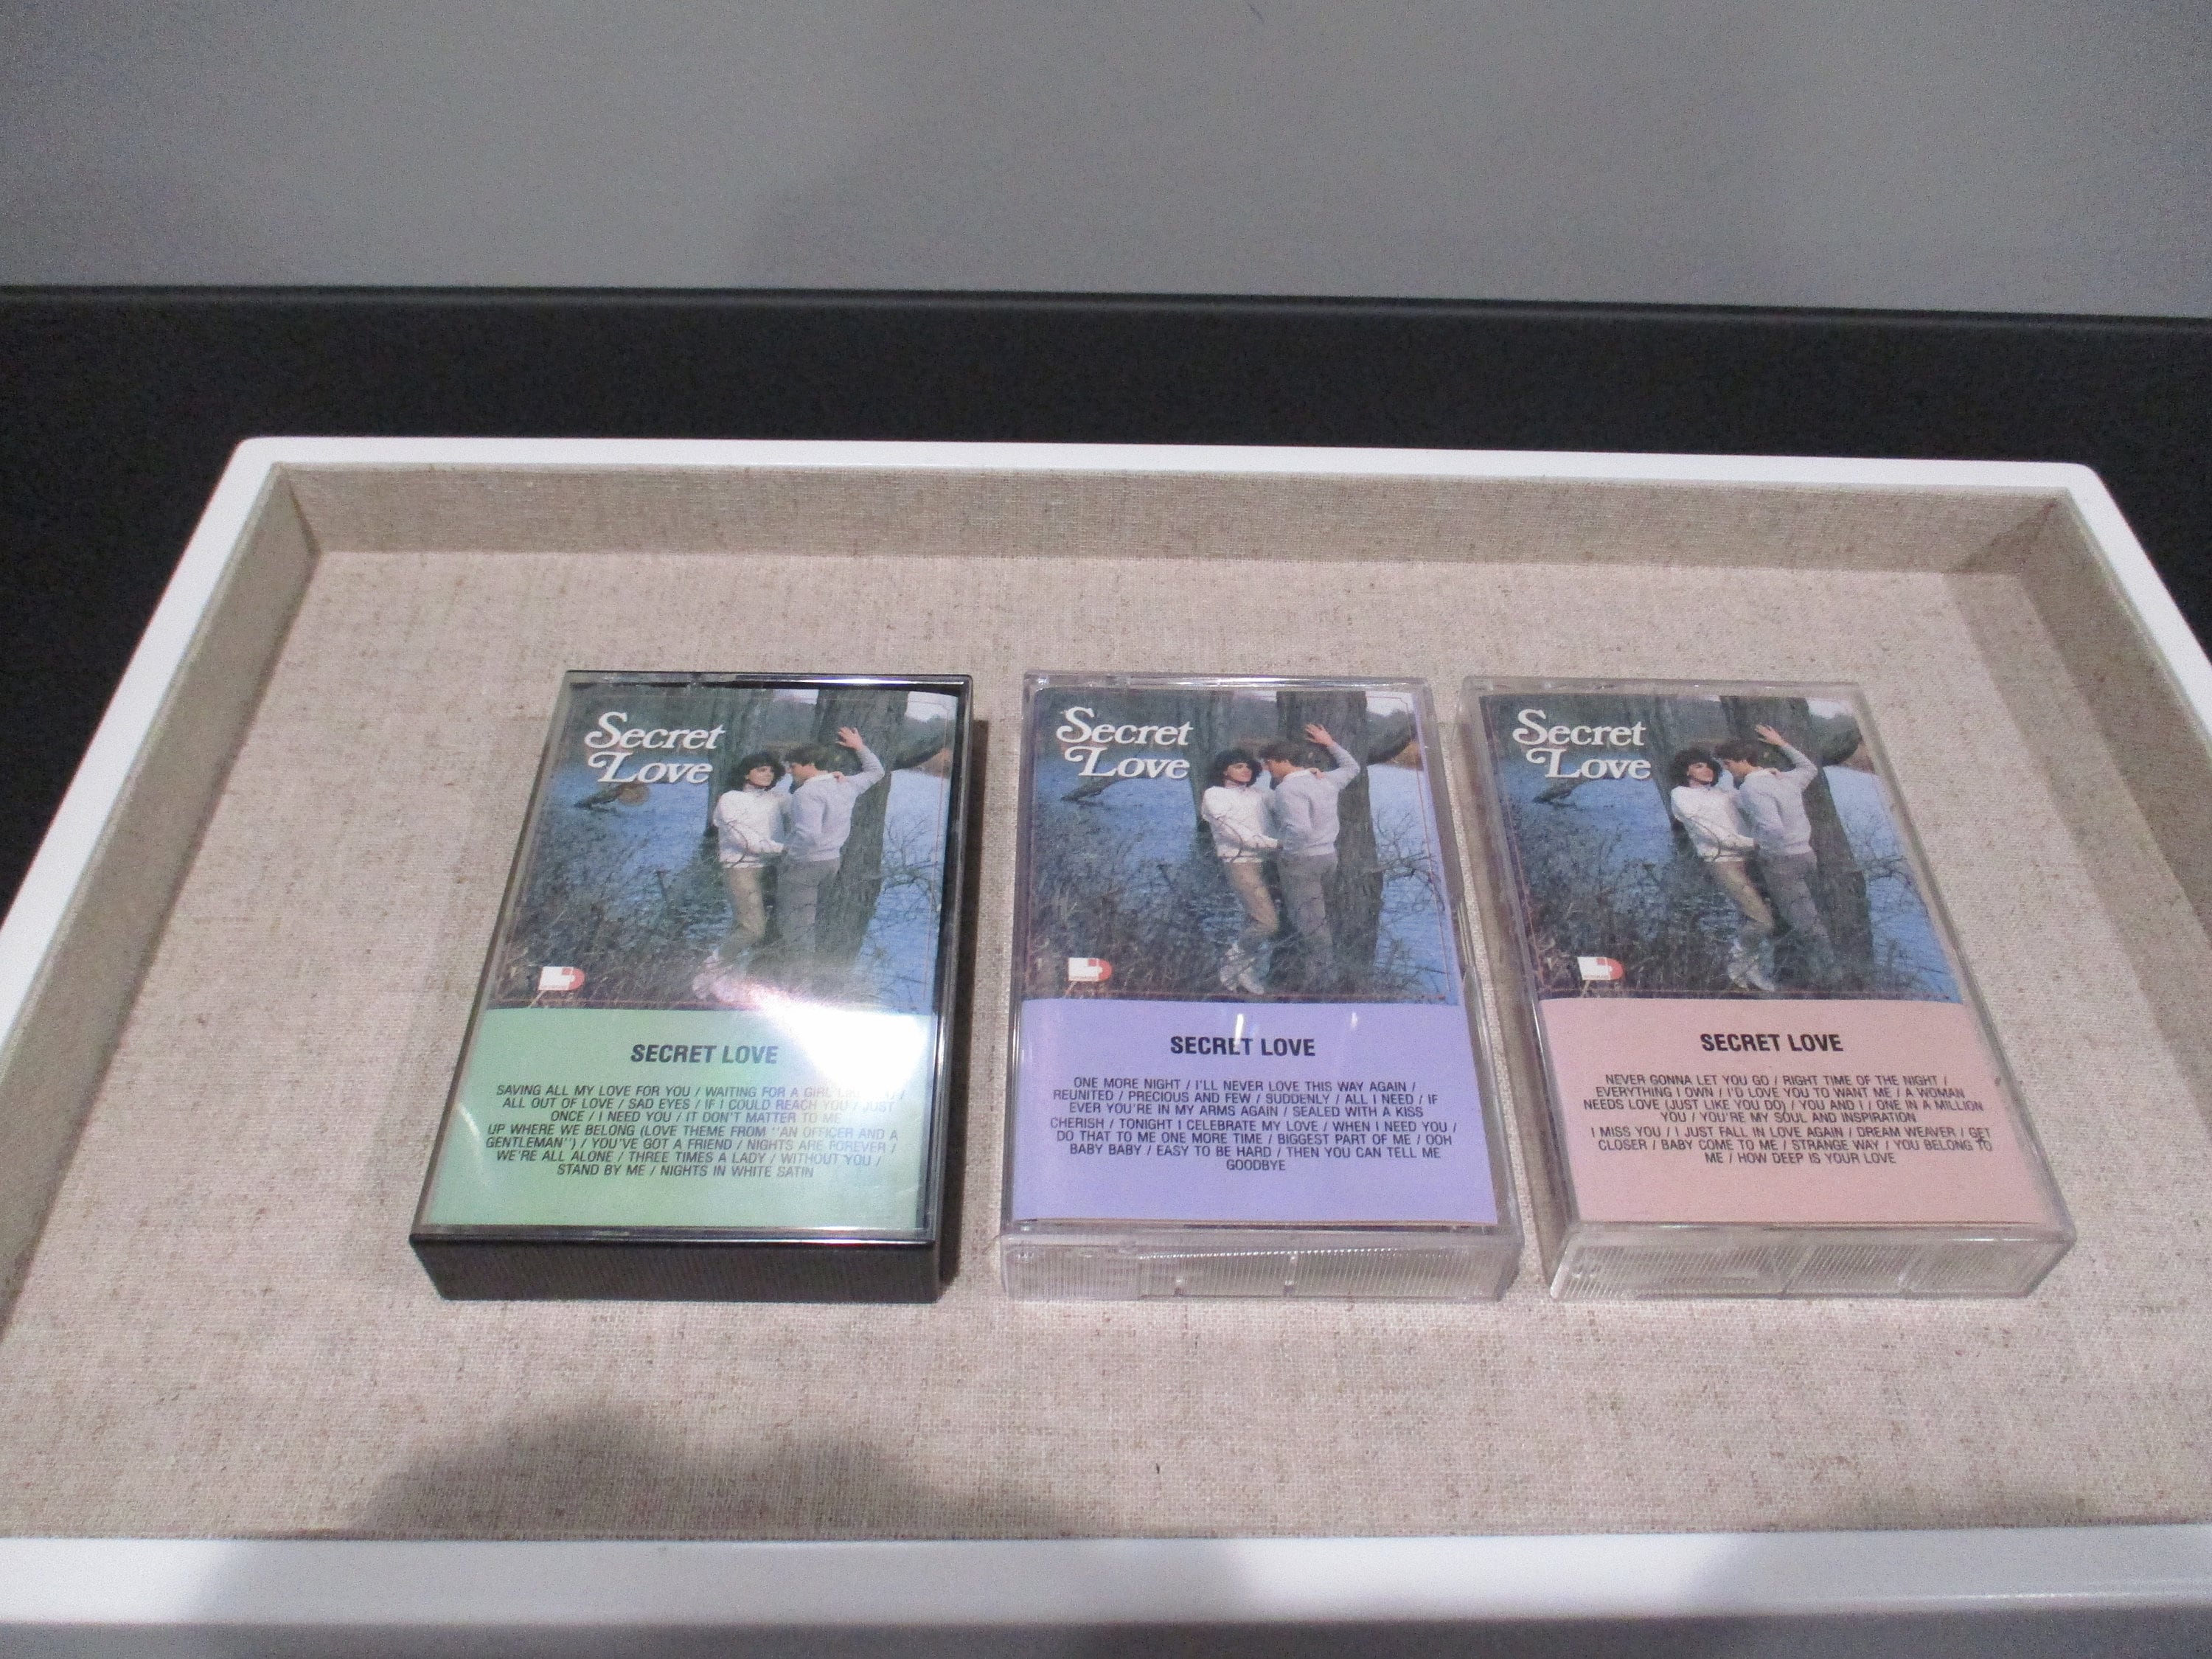 Secret
Love
SECRET LOVE
SAVING ALL MY LOVE FOR YOU / WAITING FOR A GIRL
ALL OUT OF LOVE / SAD EYES / IF I COULD REACH YOU / JUST
ONCE / I NEED YOU / IT DON'T MATTER TO ME
UP WHERE WE BELONG (LOVE THEME FROM "AN OFFICER AND A
GENTLEMAN") / YOU'VE GOT A FRIEND / NIGHTS ARE FOREVER /
WE'RE ALL ALONE / THREE TIMES A LADY / WITHOUT YOU /
STAND BY ME / NIGHTS IN WHITE SATIN
Secret
Love
SECRET LOVE
ONE MORE NIGHT / I'LL NEVER LOVE THIS WAY AGAIN /
REUNITED / PRECIOUS AND FEW / SUDDENLY / ALL I NEED / IF
EVER YOU'RE IN MY ARMS AGAIN / SEALED WITH A KISS
CHERISH / TONIGHT I CELEBRATE MY LOVE / WHEN I NEED YOU /
DO THAT TO ME ONE MORE TIME / BIGGEST PART OF ME / OOH
BABY BABY / EASY TO BE HARD / THEN YOU CAN TELL ME
GOODBYE
Secret
Love
SECRET LOVE
NEVER GONNA LET YOU GO / RIGHT TIME OF THE NIGHT /
EVERYTHING I OWN / I'D LOVE YOU TO WANT ME / A WOMAN
NEEDS LOVE (JUST LIKE YOU DO) / YOU AND I / ONE IN A MILLION
YOU / YOU'RE MY SOUL AND INSPIRATION
I MISS YOU / I JUST FALL IN LOVE AGAIN / DREAM WEAVER / GET
CLOSER / BABY COME TO ME / STRANGE WAY / YOU BELONG TO
ME / HOW DEEP IS YOUR LOVE